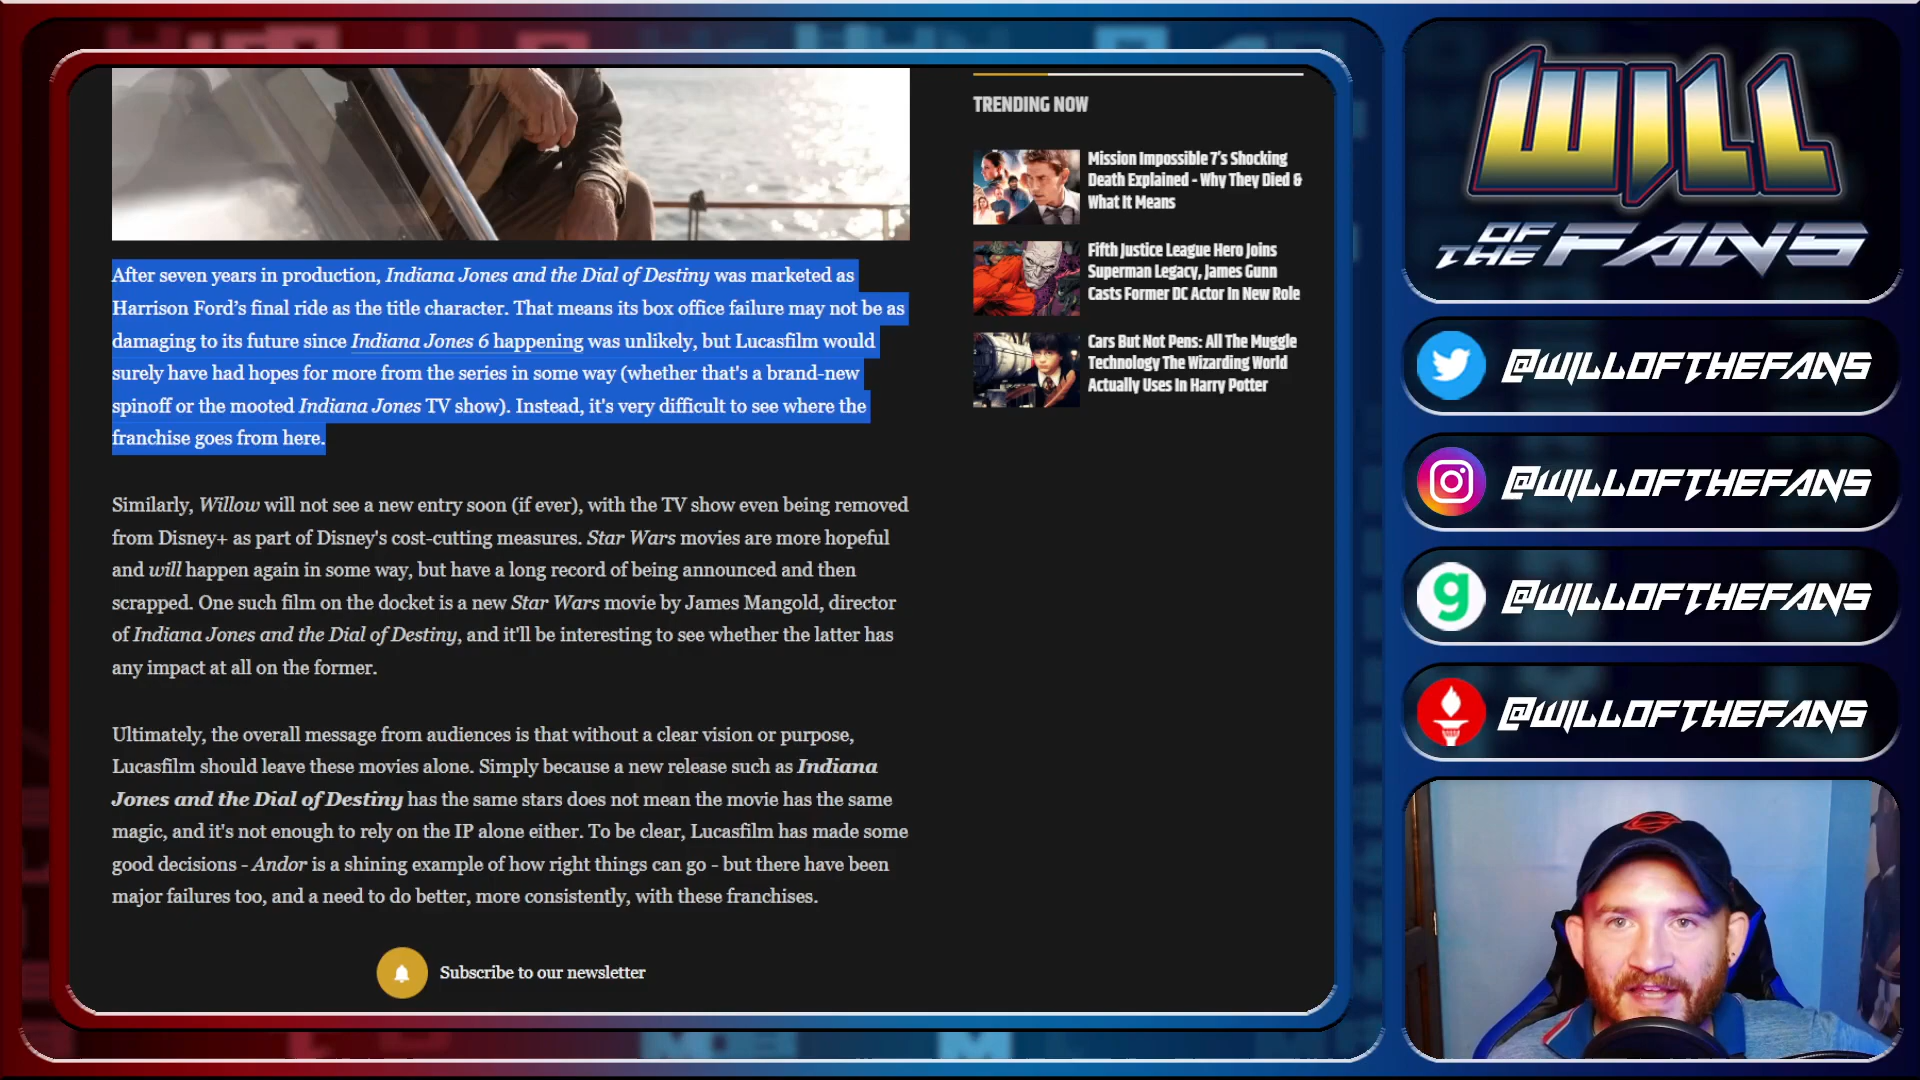 After seven years in production, Indiana Jones and the Dial of Destiny was marketed as
Harrison Ford’s final ride as the title character. That means its box office failure may not be as
damaging to its future since Indiana Jones 6 happening was unlikely, but Lucasfilm would
surely have had hopes for more from the series in some way (whether that's a brand-new
spinoff or the mooted Indiana Jones TV show). Instead, it's very difficult to see where the
franchise goes from here.
Similarly, Willow will not see a new entry soon (if ever), with the TV show even being removed
from Disney+ as part of Disney's cost-cutting measures. Star Wars movies are more hopeful
and will happen again in some way, but have a long record of being announced and then
scrapped. One such film on the docket is a new Star Wars movie by James Mangold, director
of Indiana Jones and the Dial of Destiny, and it'll be interesting to see whether the latter has
any impact at all on the former.
Ultimately, the overall message from audiences is that without a clear vision or purpose,
Lucasfilm should leave these movies alone. Simply because a new release such as Indiana
Jones and the Dial of Destiny has the same stars does not mean the movie has the same
magic, and it's not enough to rely on the IP alone either. To be clear, Lucasfilm has made some
good decisions - Andor is a shining example of how right things can go - but there have been
major failures too, and a need to do better, more consistently, with these franchises.
Subscribe to our newsletter
TRENDING NOW
Mission Impossible 7’s Shocking
Death Explained - Why They Died &
What It Means
Fifth Justice League Hero Joins
Superman Legacy, James Gunn
Casts Former DC Actor In New Role
Cars But Not Pens: All The Muggle
Technology The Wizarding World
Actually Uses In Harry Potter
WILL
OF THE FANS
@WILLOFTHEFANS
@WILLOFTHEFANS
g @WILLOFTHEFANS
@WILLOFTHEFANS